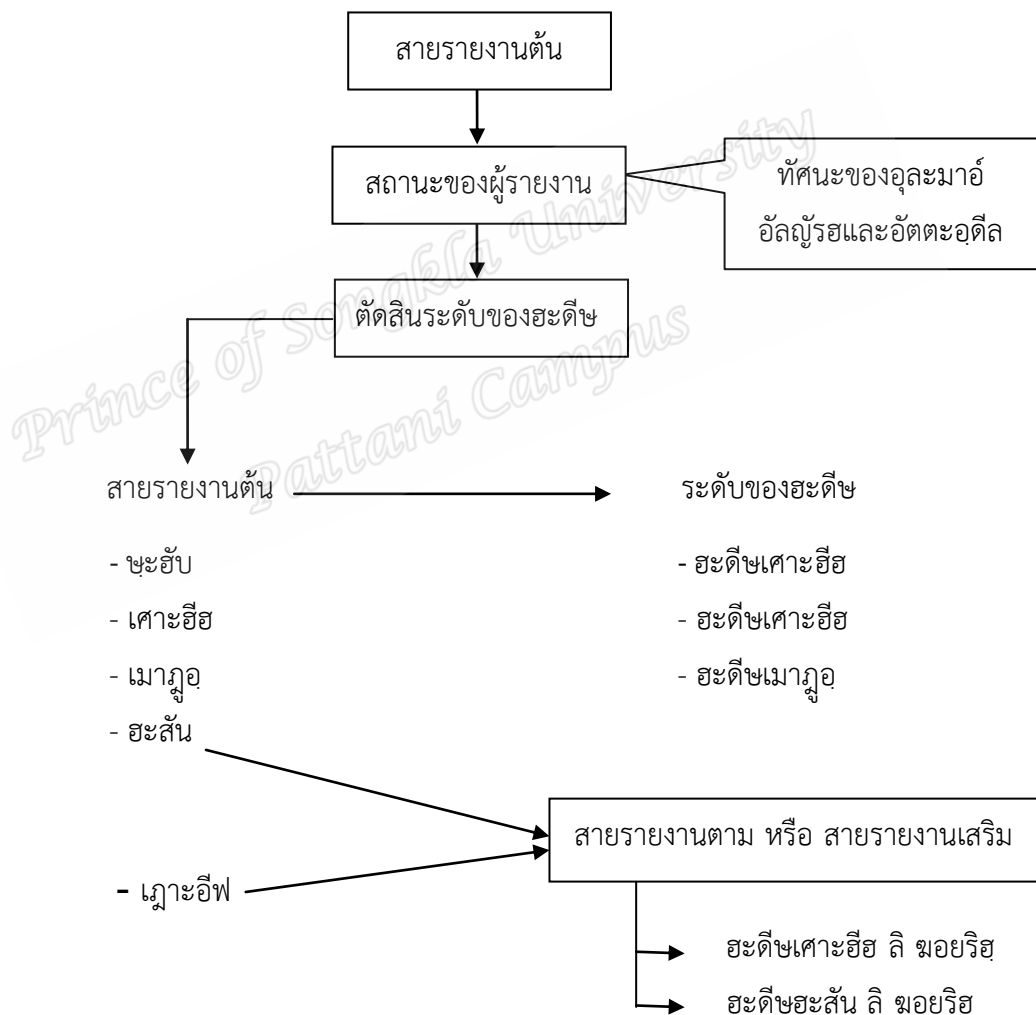 สายรายงานต้น
สถานะของผู้รายงาน
ทัศนะของอุละมาอ์
อัลญัรฮและอัตตะอฺดีล
ตัดสินระดับของฮะดีษ
Prince of Songkla University
Pattani Campus
สายรายงานต้น
ระดับของฮะดีษ
- ษฺะฮับ
- ฮะดีษเศาะฮีฮ
- เศาะฮีฮ
- ฮะดีษเศาะฮีฮ
- เมาฎูอฺ
- ฮะดีษเมาฎูอฺ
- ฮะสัน
สายรายงานตาม หรือ สายรายงานเสริม
- เฎาะอีฟ
ฮะดีษเศาะฮีฮ ลิ ฆอยริฮฺ
ฮะดีษฮะสัน ลิ ฆอยริฮ